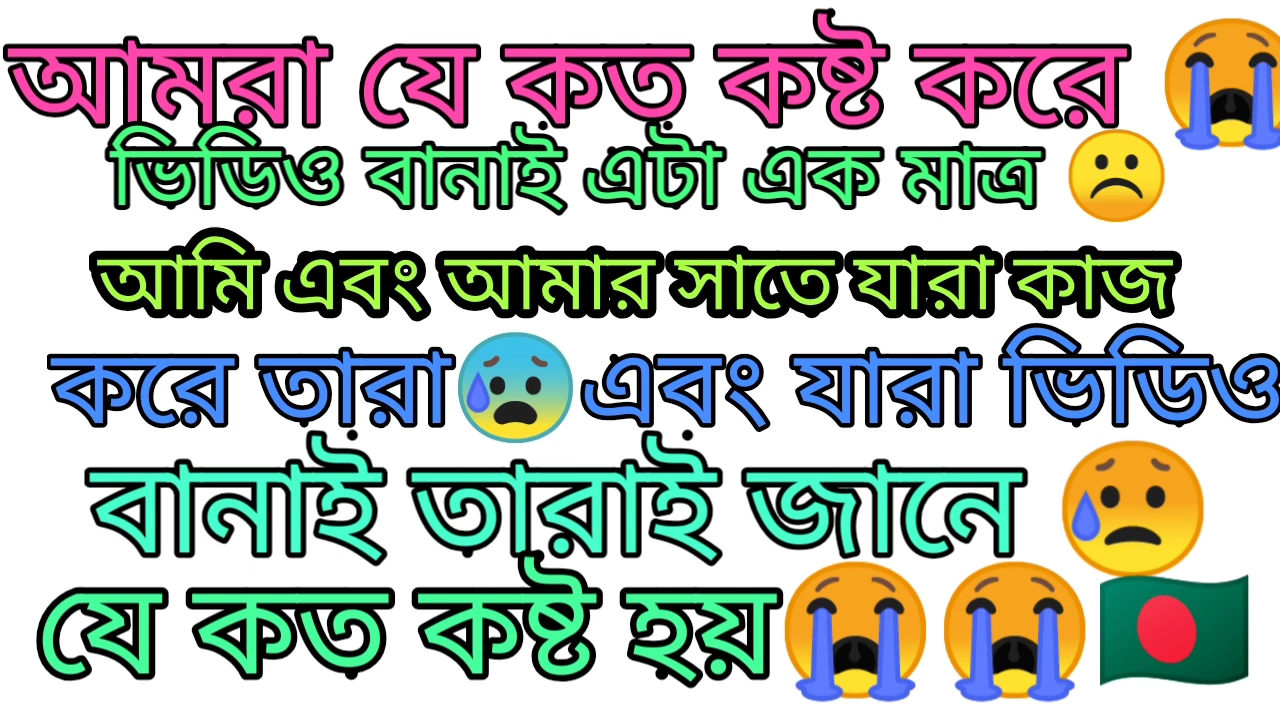 আমরা যে কত কষ্ট করে 😭
ভিডিও বানাই এটা এক মাত্র ☹️
আমি এবং আমার সাতে যারা কাজ
করে তারা😰এবং যারা ভিডিও
বানাই তারাই জানে 😥
যে কত কষ্ট হয়😭😭🇧🇩